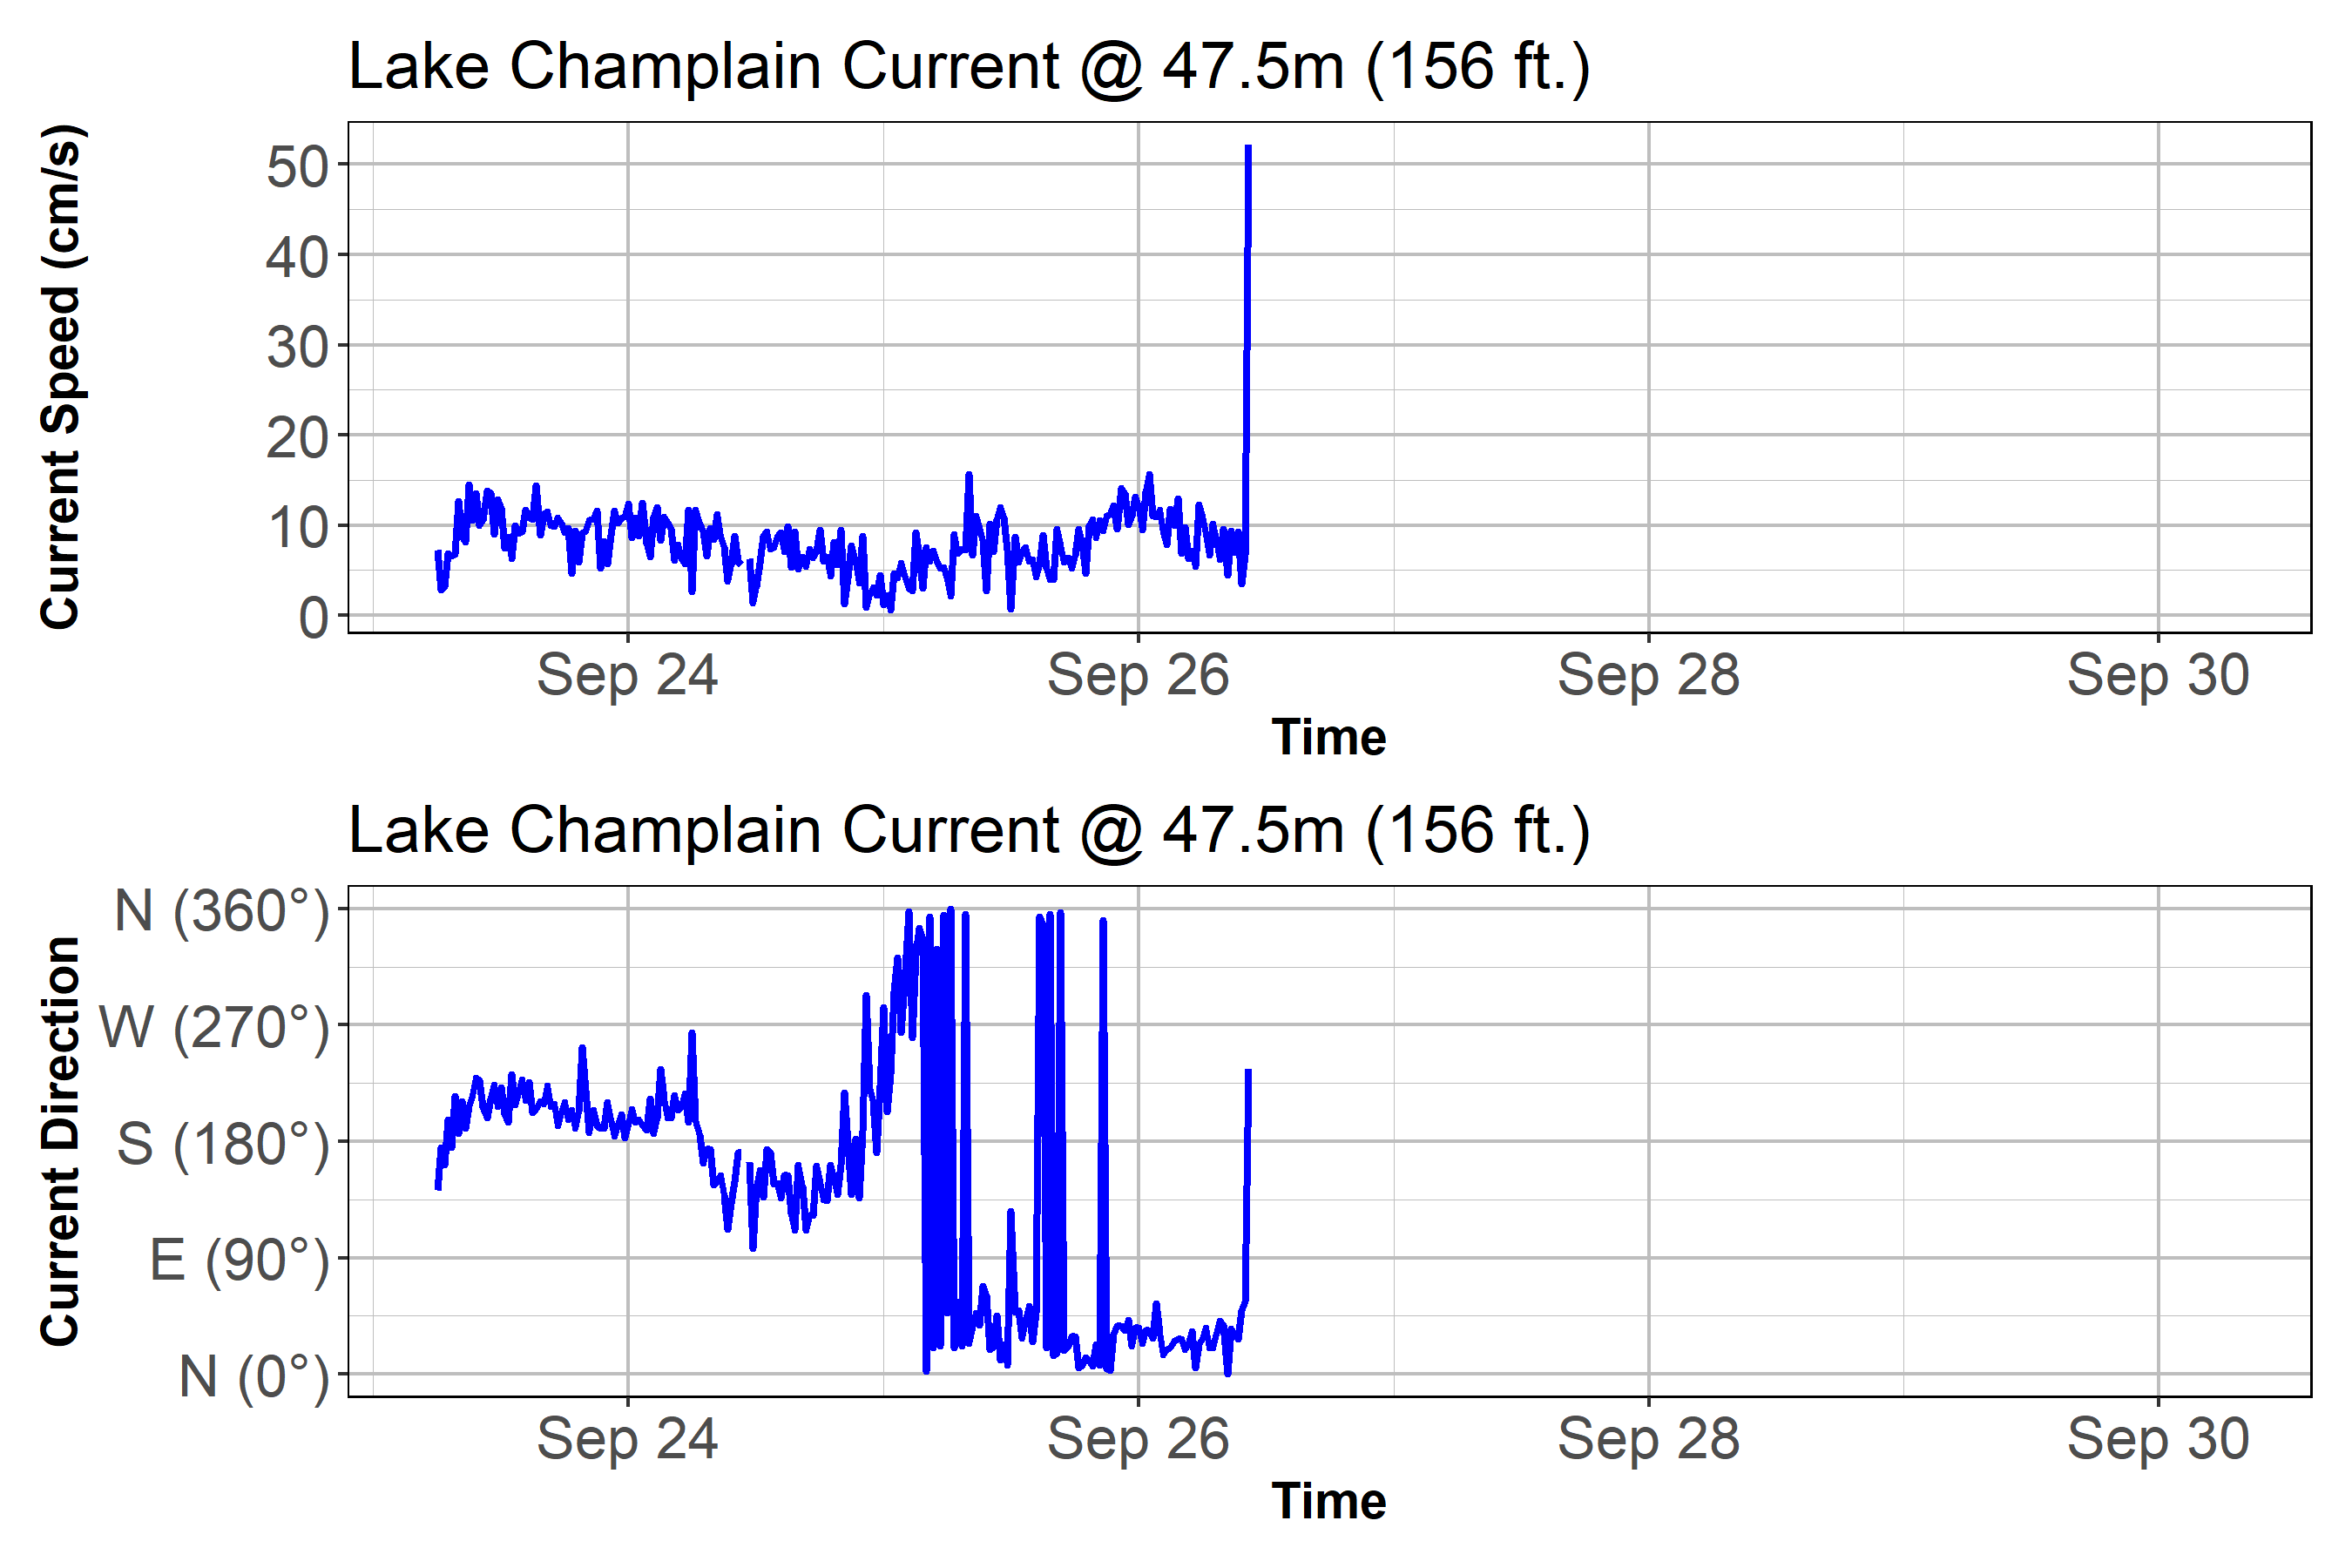 Lake Champlain Current @ 47.5m (156 ft.)
Current Speed (cm/s)
50
40
30
20
10
0
Sep 24 Sep 26 Sep 28 Sep 30
Time
Lake Champlain Current @ 47.5m (156 ft.)
Current Direction
N (360°)
W (270°)
S (180°)
E (90°)
N (0°)
Sep 24 Sep 26 Sep 28 Sep 30
Time